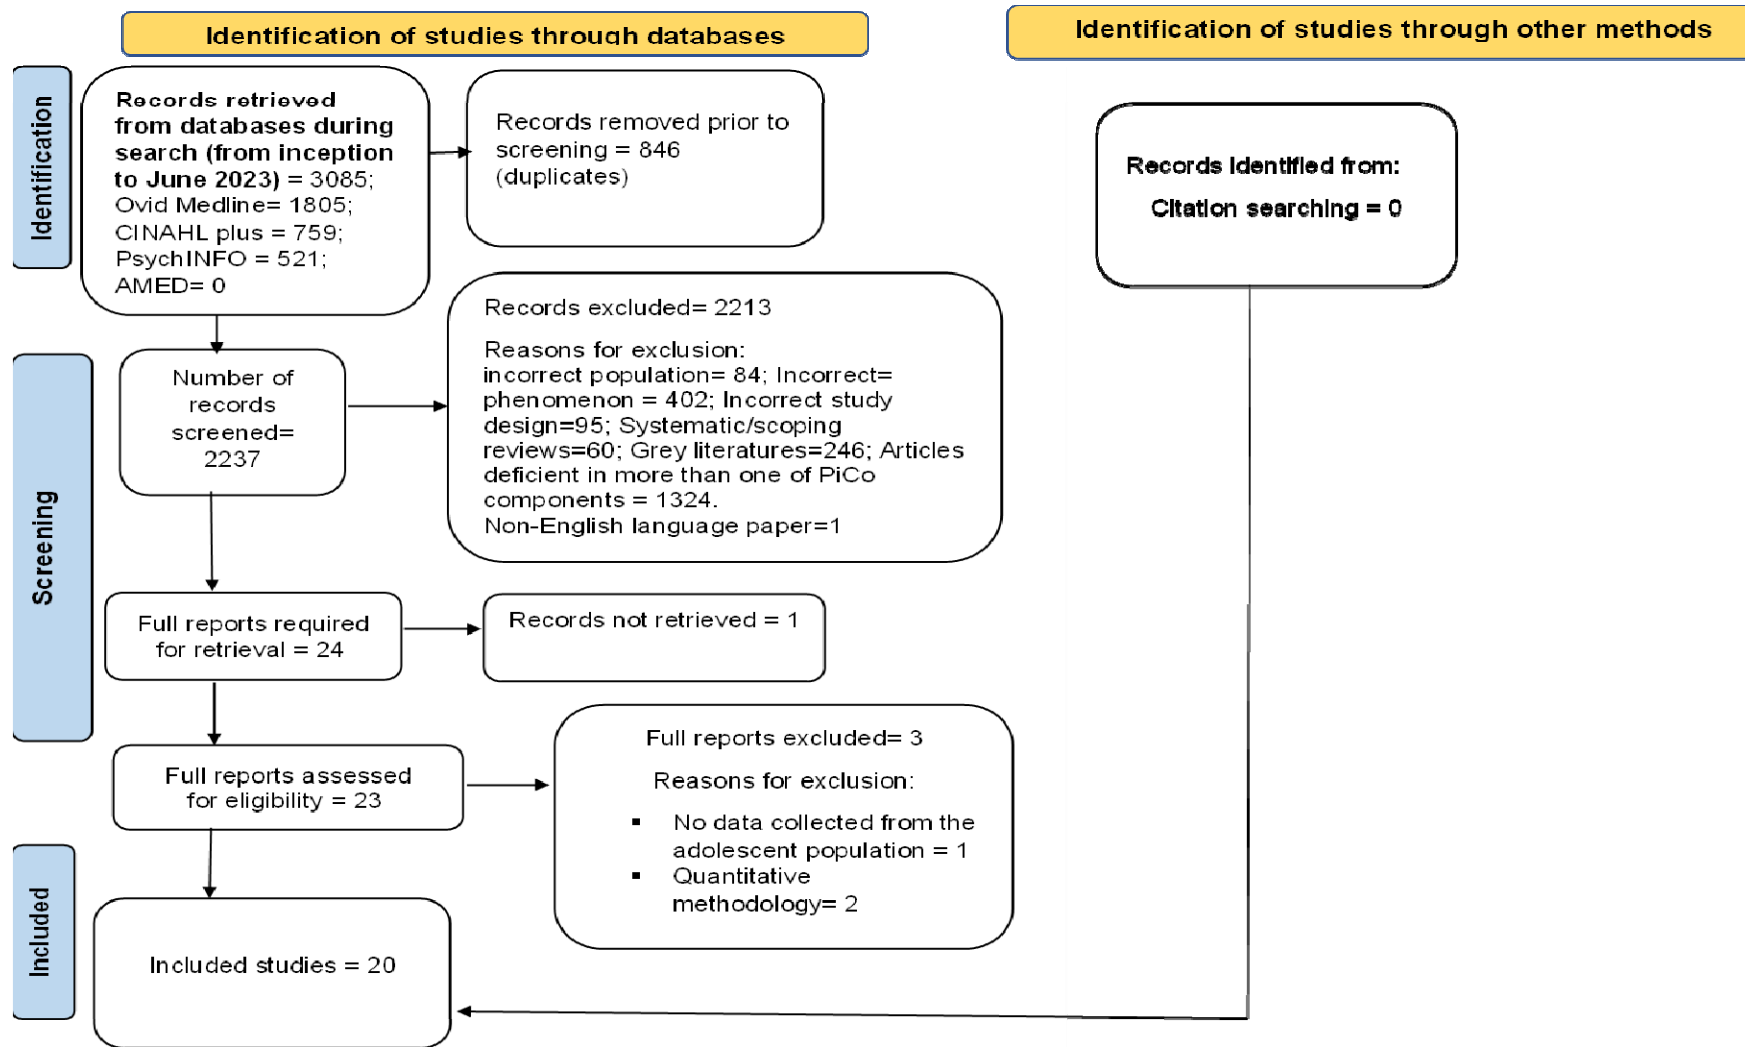 Identification of studies through databases
Identification of studies through other methods
Identification
Records retrieved
from databases during
search (from inception
to June 2023) = 3085;
Ovid Medline= 1805;
CINAHL plus = 759;
PsychINFO = 521;
AMED= 0
Records removed prior to
screening = 846
(duplicates)
Records identified from:
Citation searching = 0
Screening
Number of
records
screened=
2237
Records excluded= 2213
Reasons for exclusion:
incorrect population= 84; Incorrect=
phenomenon = 402; Incorrect study
design=95; Systematic/scoping
reviews=60; Grey literatures=246; Articles
deficient in more than one of PiCo
components = 1324.
Non-English language paper=1
Full reports required
for retrieval = 24
Records not retrieved = 1
Full reports assessed
for eligibility = 23
Full reports excluded= 3
Reasons for exclusion:
▪ No data collected from the
adolescent population = 1
▪ Quantitative
methodology= 2
Included
Included studies = 20